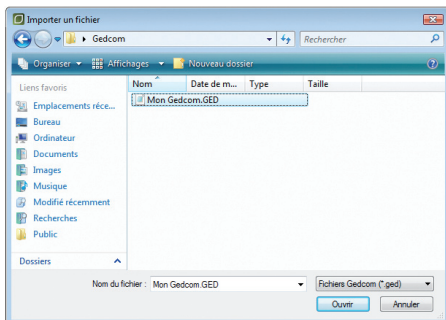 Importer un fichier
Gedcom
Rechercher
Organiser Affichages Nouveau dossier
Liens favoris
Nom Date de m... Type Taille
Mon Gedcom.GED
Emplacements réce...
Bureau
Ordinateur
Documents
Images
Musique
Modifié récemment
Recherches
Public
Dossiers
Nom du fichier : Mon Gedcom.GED Fichiers Gedcom (*.ged)
Ouvrir Annuler